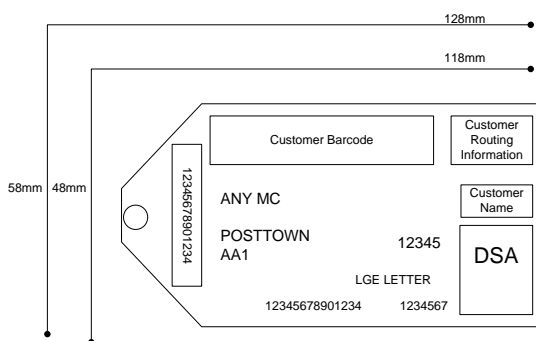 128mm
118mm
Customer Barcode
Customer
Routing
Information
58mm
48mm
12345678901234
ANY MC
Customer
Name
POSTTOWN
AA1
12345
DSA
LGE LETTER
12345678901234
1234567